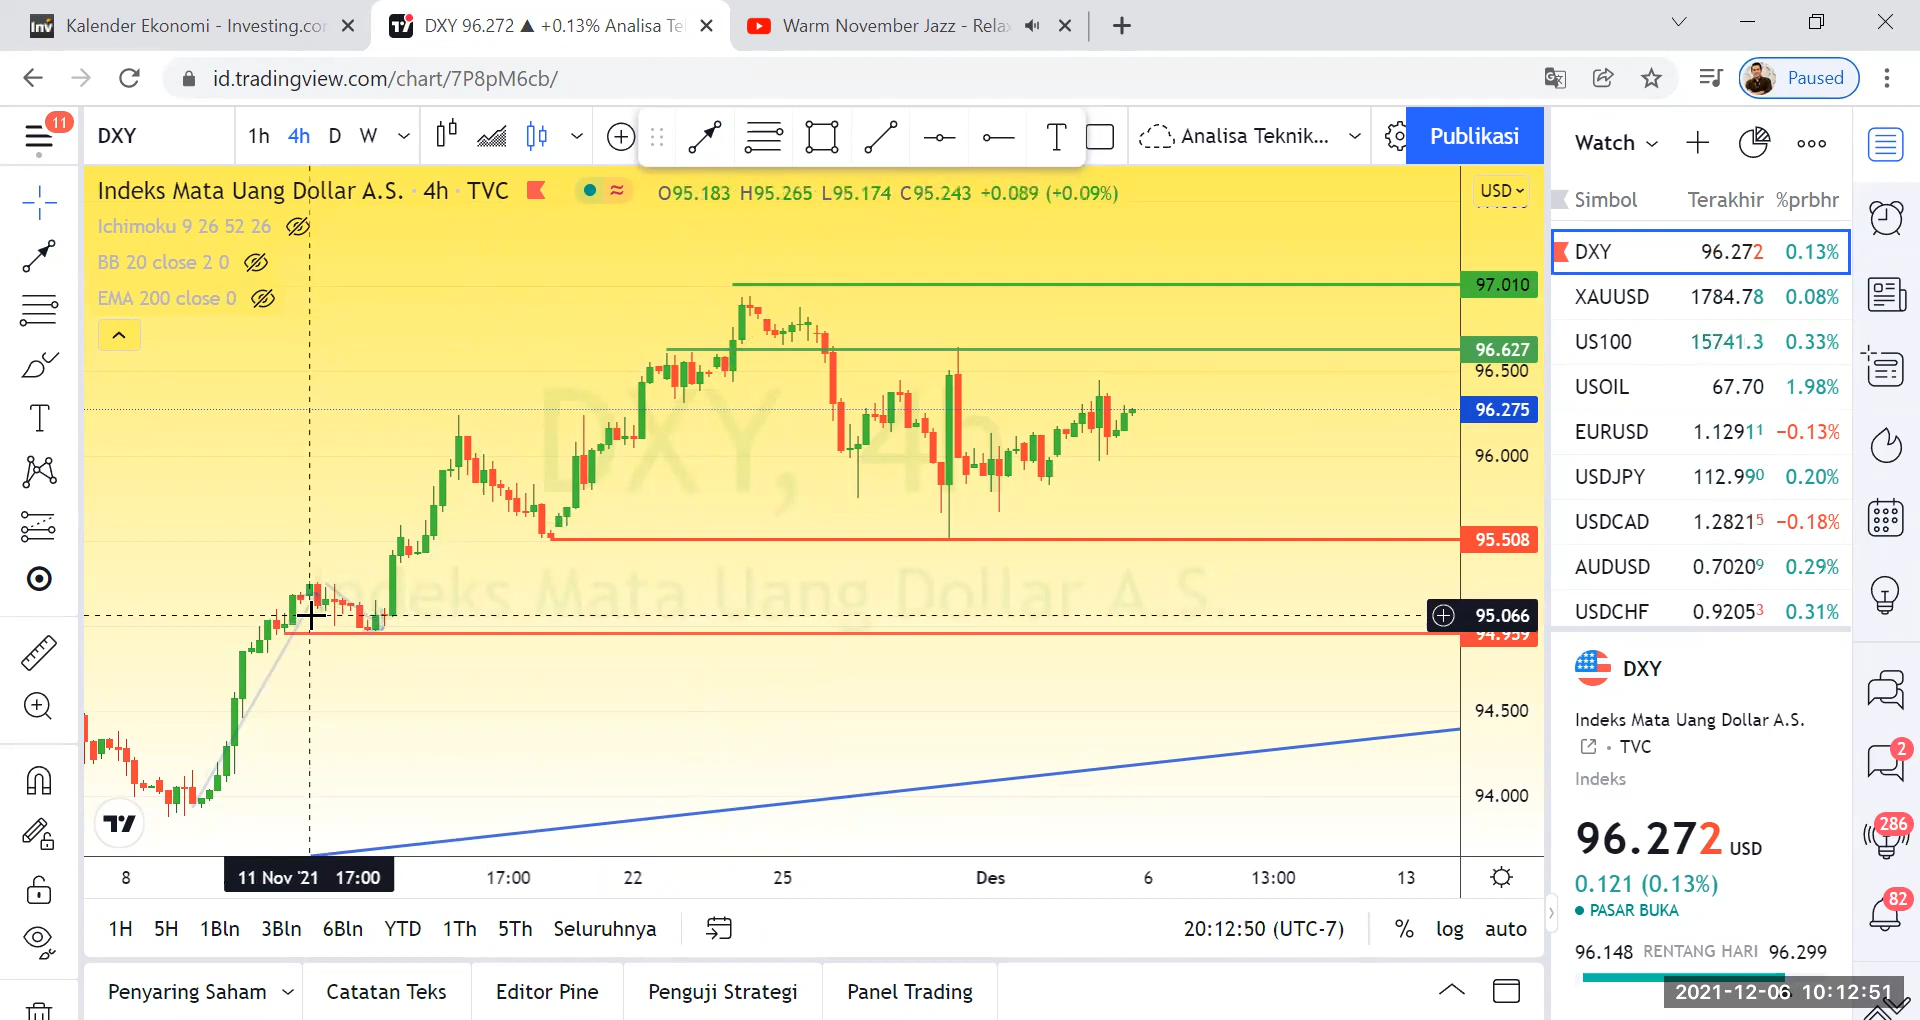 Kalender Ekonomi - Investing.co
DXY 96.272 ▲ +0.13% Analisa Te
Warm November Jazz - Rela
id.tradingview.com/chart/7P8pM6cb/
Paused
11
DXY
1h 4h D W
T
Analisa Teknik...
Publikasi
Indeks Mata Uang Dollar A.S. · 4h · TVC
O95.183 H95.265 L95.174 C95.243 +0.089 (+0.09%)
USD
Ichimoku 9 26 52 26
BB 20 close 2 0
EMA 200 close 0
DXY, 4h
Indeks Mata Uang Dollar A.S.
97.010
96.627
96.500
96.275
96.000
95.508
95.066
94.959
94.500
94.000
8 11 Nov '21 17:00 17:00 22 25 Des 6 13:00 13
1H 5H 1Bln 3Bln 6Bln YTD 1Th 5Th Seluruhnya
20:12:50 (UTC-7) % log auto
Penyaring Saham Catatan Teks Editor Pine Penguji Strategi Panel Trading
Watch
Simbol Terakhir %prbhr
DXY 96.272 0.13%
XAUUSD 1784.78 0.08%
US100 15741.3 0.33%
USOIL 67.70 1.98%
EURUSD 1.12911 −0.13%
USDJPY 112.990 0.20%
USDCAD 1.28215 −0.18%
AUDUSD 0.70209 0.29%
USDCHF 0.92053 0.31%
DXY
Indeks Mata Uang Dollar A.S.
TVC
Indeks
96.272 USD
0.121 (0.13%)
PASAR BUKA
96.148 RENTANG HARI 96.299
2
286
82
2021-12-06 10:12:51